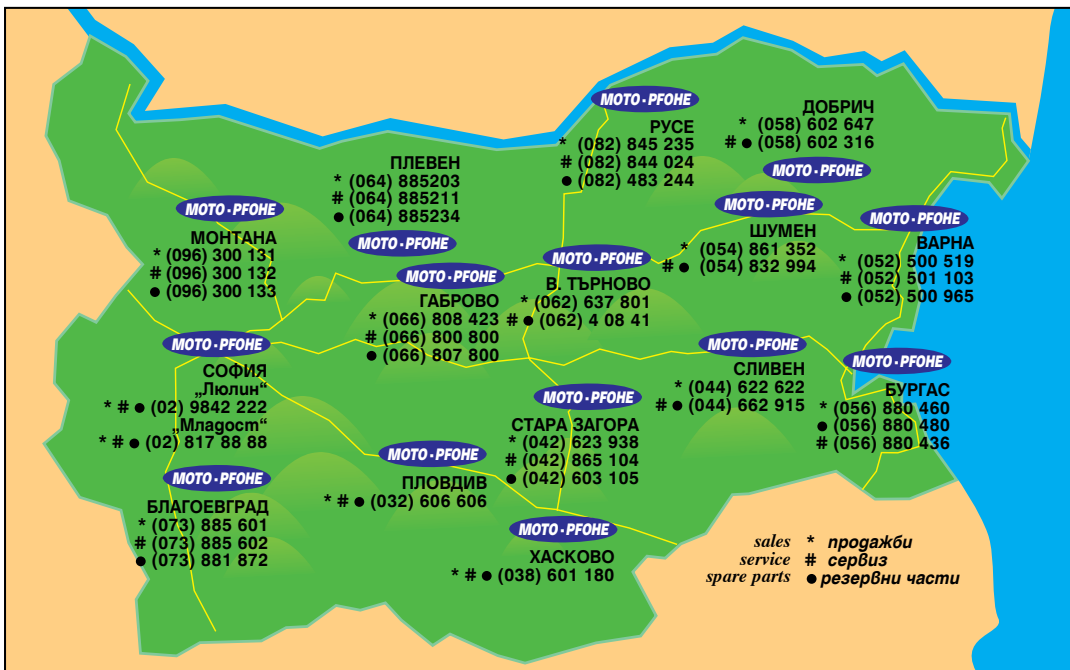 МОТО - PFOHE
РУСЕ
* (082) 845 235
# (082) 844 024
● (082) 483 244
ДОБРИЧ
* (058) 602 647
# ● (058) 602 316
МОТО - PFOHE
ПЛЕВЕН
* (064) 885203
# (064) 885211
● (064) 885234
МОТО - PFOHE
МОТО - PFOHE
МОНТАНА
* (096) 300 131
# (096) 300 132
● (096) 300 133
МОТО - PFOHE
ШУМЕН
* (054) 861 352
# ● (054) 832 994
МОТО - PFOHE
ВАРНА
* (052) 500 519
# (052) 501 103
● (052) 500 965
МОТО - PFOHE
ГАБРОВО
* (066) 808 423
# (066) 800 800
● (066) 807 800
МОТО - PFOHE
В. ТЪРНОВО
* (062) 637 801
# ● (062) 4 08 41
МОТО - PFOHE
СОФИЯ
„Люлин“
* # ● (02) 9842 222
„Младост“
* # ● (02) 817 88 88
МОТО - PFOHE
СЛИВЕН
* (044) 622 622
# ● (044) 662 915
МОТО - PFOHE
БУРГАС
* (056) 880 460
● (056) 880 480
# (056) 880 436
МОТО - PFOHE
СТАРА ЗАГОРА
* (042) 623 938
# (042) 865 104
● (042) 603 105
МОТО - PFOHE
ПЛОВДИВ
* # ● (032) 606 606
МОТО - PFOHE
БЛАГОЕВГРАД
* (073) 885 601
# (073) 885 602
● (073) 881 872
МОТО - PFOHE
ХАСКОВО
* # ● (038) 601 180
sales * продажби
service # сервиз
spare parts ● резервни части